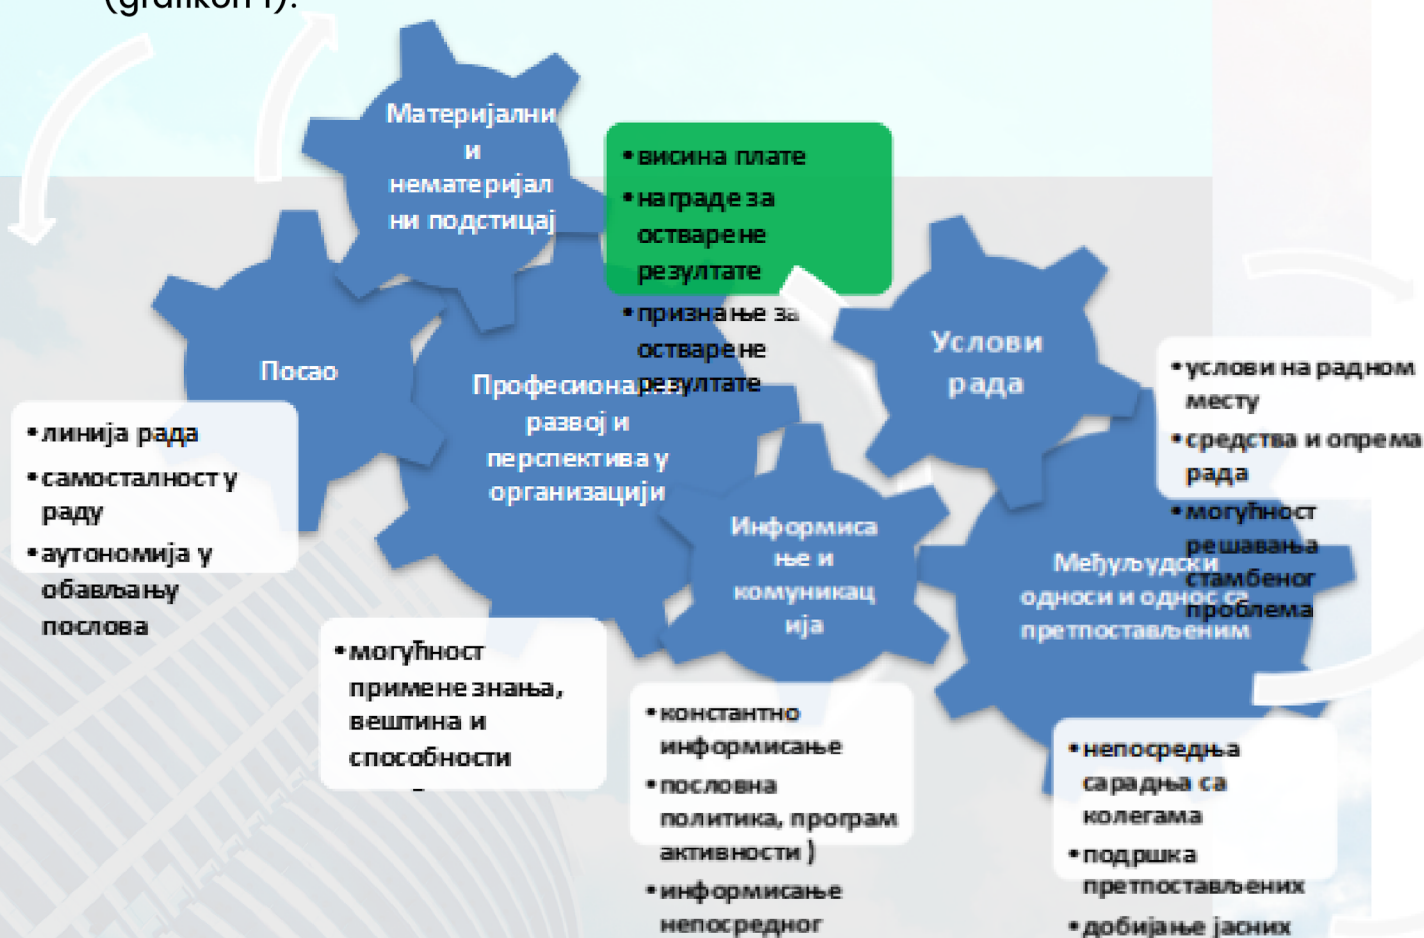 (grafikon 1).
Материјални
и
нематеријал
ни подстицај
•висина плате
•награде за
остварене
резултате
•признање за
остварене
резултате
Посао
•линија рада
•самосталност у
раду
•аутономија у
обављању
послова
развој и
перспектива у
организацији
•могућност
примене знања,
вештина и
способности
Информиса
ње и
комуникац
ија
•константно
информисање
•пословна
политика, програм
активности )
•информисање
непосредног
Услови
рада
•услови на радном
месту
•средства и опрема
рада
•могућност
решавања
стамбеног
проблема
Међуљудски
односи и однос са
претпостављеним
•непосредња
сарадња са
колегама
•подршка
претпостављених
•добијање јасних